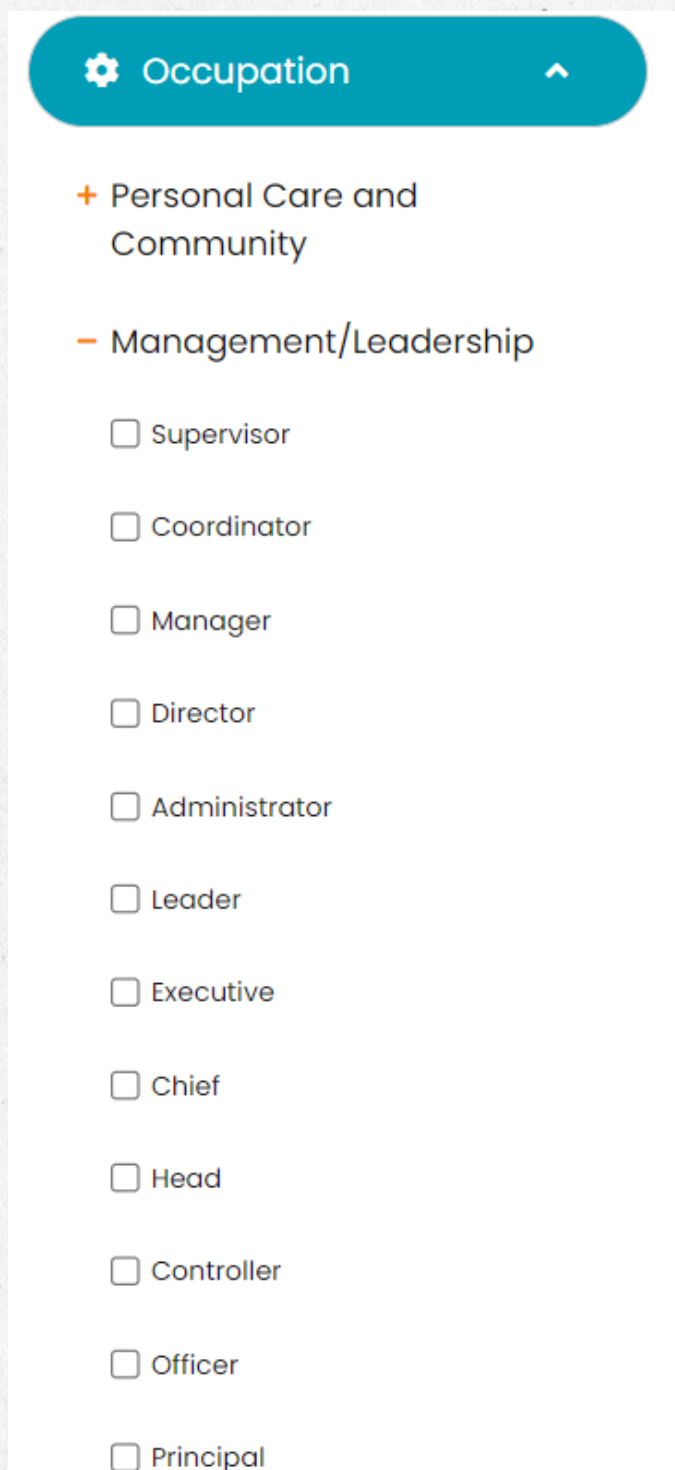 Occupation
+ Personal Care and
Community
− Management/Leadership
Supervisor
Coordinator
Manager
Director
Administrator
Leader
Executive
Chief
Head
Controller
Officer
Principal